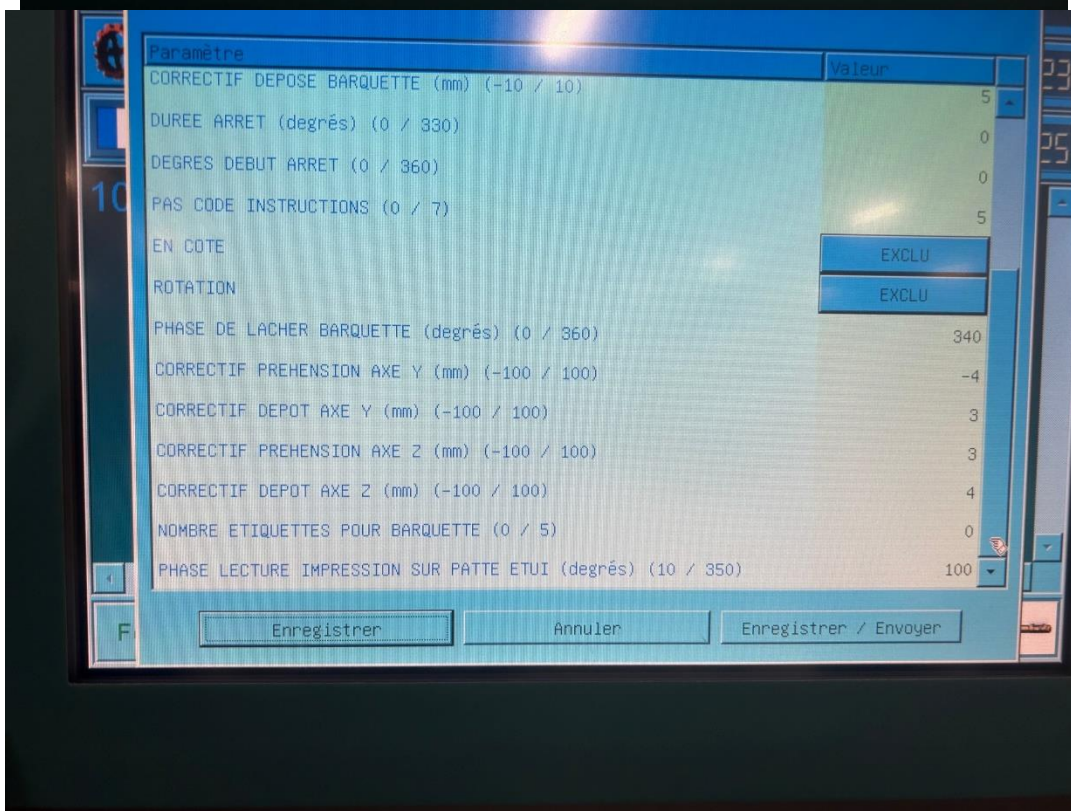 Paramètre Valeur
CORRECTIF DEPOSE BARQUETTE (mm) (-10 / 10) 5
DUREE ARRET (degrés) (0 / 330) 0
DEGRES DEBUT ARRET (0 / 360) 0
PAS CODE INSTRUCTIONS (0 / 7) 5
EN COTE EXCLU
ROTATION EXCLU
PHASE DE LACHER BARQUETTE (degrés) (0 / 360) 340
CORRECTIF PREHENSION AXE Y (mm) (-100 / 100) -4
CORRECTIF DEPOT AXE Y (mm) (-100 / 100) 3
CORRECTIF PREHENSION AXE Z (mm) (-100 / 100) 3
CORRECTIF DEPOT AXE Z (mm) (-100 / 100) 4
NOMBRE ETIQUETTES POUR BARQUETTE (0 / 5) 0
PHASE LECTURE IMPRESSION SUR PATTE ETUI (degrés) (10 / 350) 100
Enregistrer Annuler Enregistrer / Envoyer
10
23
25
F